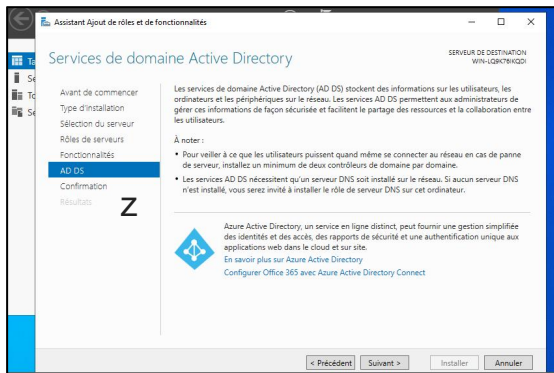 Assistant Ajout de rôles et de fonctionnalités
Services de domaine Active Directory
SERVEUR DE DESTINATION
WIN-LQ9K76IKQDI
Avant de commencer
Type d'installation
Sélection du serveur
Rôles de serveurs
Fonctionnalités
AD DS
Confirmation
Résultats
Z
Les services de domaine Active Directory (AD DS) stockent des informations sur les utilisateurs, les
ordinateurs et les périphériques sur le réseau. Les services AD DS permettent aux administrateurs de
gérer ces informations de façon sécurisée et facilitent le partage des ressources et la collaboration entre
les utilisateurs.
À noter :
• Pour veiller à ce que les utilisateurs puissent quand même se connecter au réseau en cas de panne
de serveur, installez un minimum de deux contrôleurs de domaine par domaine.
• Les services AD DS nécessitent qu'un serveur DNS soit installé sur le réseau. Si aucun serveur DNS
n'est installé, vous serez invité à installer le rôle de serveur DNS sur cet ordinateur.
Azure Active Directory, un service en ligne distinct, peut fournir une gestion simplifiée
des identités et des accès, des rapports de sécurité et une authentification unique aux
applications web dans le cloud et sur site.
En savoir plus sur Azure Active Directory
Configurer Office 365 avec Azure Active Directory Connect
< Précédent
Suivant >
Installer
Annuler